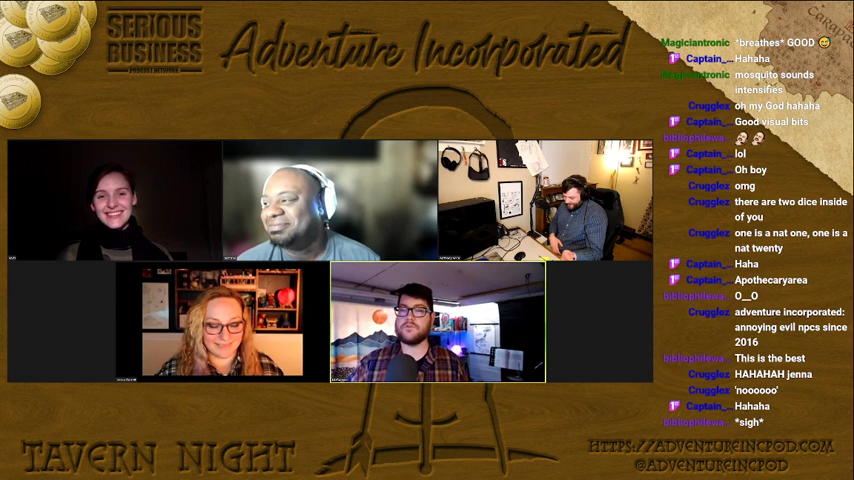 SERIOUS
BUSINESS
PODCAST NETWORK
Adventure Incorporated
Magiciantronic *breathes* GOOD
Captain_... Hahaha
Magiciantronic mosquito sounds
intensifies
Crugglez oh my God hahaha
Captain_... Good visual bits
bibliophilewa...
Captain_... lol
Captain_... Oh boy
Crugglez omg
Crugglez there are two dice inside
of you
Crugglez one is a nat one, one is a
nat twenty
Captain_... Haha
Captain_... Apothecaryarea
bibliophilewa... O__O
Crugglez adventure incorporated:
annoying evil npcs since
2016
bibliophilewa... This is the best
Crugglez HAHAHAH jenna
Crugglez 'noooooo'
Captain_... Hahaha
bibliophilewa... *sigh*
TAVERN NIGHT
HTTPS://ADVENTUREINCPOD.COM
@ADVENTUREINCPOD